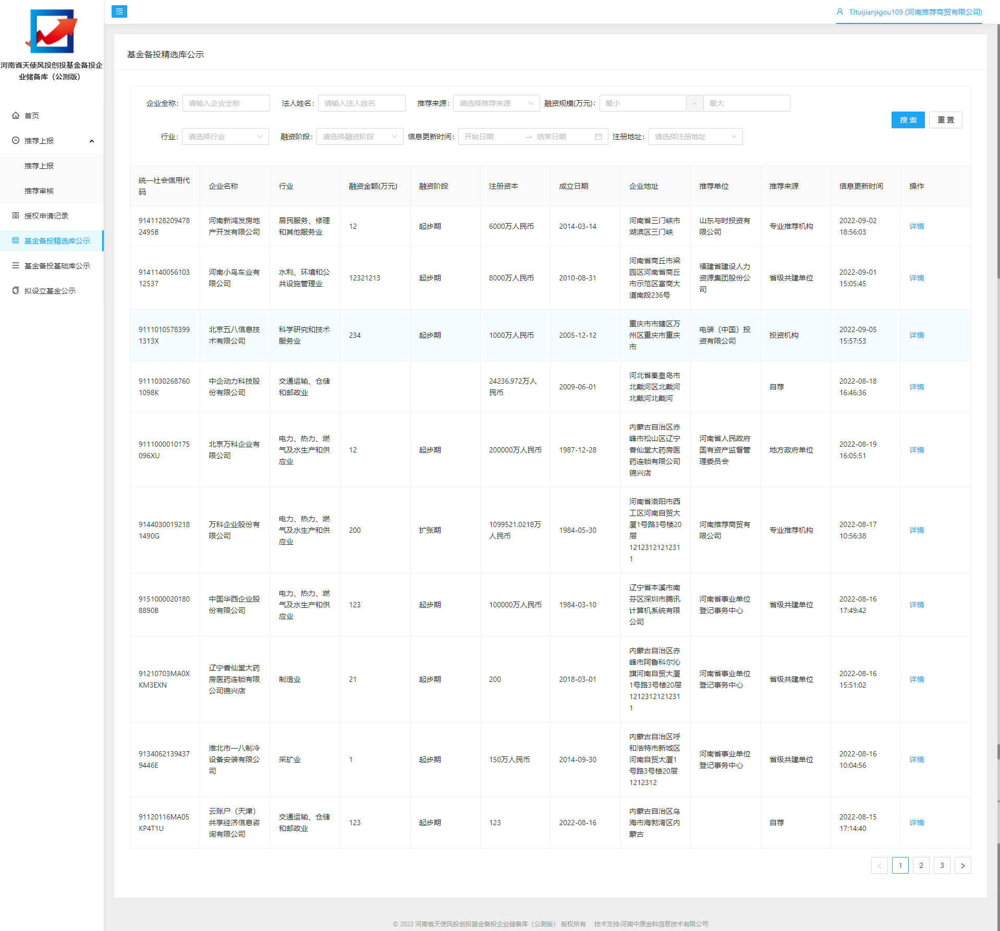 TJtuijianjigou109 (河南推荐商贸有限公司)
河南省天使风投创投基金备投企
业储备库（公测版）
首页
推荐上报
推荐上报
推荐审核
授权申请记录
基金备投精选库公示
基金备投基础库公示
拟设立基金公示
基金备投精选库公示
企业全称: 请输入企业全称 法人姓名: 请输入法人姓名 推荐来源: 请选择推荐来源 融资规模(万元): 最小 ~ 最大
搜 索 重 置
行业: 请选择行业 融资阶段: 请选择融资阶段 信息更新时间: 开始日期 → 结束日期 注册地址: 请选择注册地址
统一社会信用代
码
企业名称
行业
融资金额(万元)
融资阶段
注册资本
成立日期
企业地址
推荐单位
推荐来源
信息更新时间
操作
9141128209478
2495B
河南新鸿发房地
产开发有限公司
居民服务、修理
和其他服务业
12
起步期
6000万人民币
2014-03-14
河南省三门峡市
湖滨区三门峡
山东与时投资有
限公司
专业推荐机构
2022-09-02
18:56:03
详情
9141140056103
12537
河南小鸟车业有
限公司
水利、环境和公
共设施管理业
12321213
起步期
8000万人民币
2010-08-31
河南省商丘市梁
园区河南省商丘
市示范区富商大
道南段236号
福建省建设人力
资源集团股份公
司
省级共建单位
2022-09-01
15:05:45
详情
9111010578399
1313X
北京五八信息技
术有限公司
科学研究和技术
服务业
234
起步期
1000万人民币
2005-12-12
重庆市市辖区万
州区重庆市重庆
市
电装（中国）投
资有限公司
投资机构
2022-09-05
15:57:53
详情
9111030268760
1098K
中企动力科技股
份有限公司
交通运输、仓储
和邮政业
24236.972万人
民币
2009-06-01
河北省秦皇岛市
北戴河区北戴河
北戴河北戴河
自荐
2022-08-18
16:46:36
详情
9111000010175
096XU
北京万科企业有
限公司
电力、热力、燃
气及水生产和供
应业
12
起步期
200000万人民币
1987-12-28
内蒙古自治区赤
峰市松山区辽宁
香仙堂大药房医
药连锁有限公司
锦兴店
河南省人民政府
国有资产监督管
理委员会
地方政府单位
2022-08-19
16:05:51
详情
9144030019218
1490G
万科企业股份有
限公司
电力、热力、燃
气及水生产和供
应业
200
扩张期
1099521.0218万
人民币
1984-05-30
河南省洛阳市西
工区河南自贸大
厦1号路3号楼20
层
1212312121231
1
河南推荐商贸有
限公司
专业推荐机构
2022-08-17
10:56:38
详情
9151000020180
8890B
中国华西企业股
份有限公司
电力、热力、燃
气及水生产和供
应业
123
起步期
100000万人民币
1984-03-10
辽宁省本溪市南
芬区深圳市腾讯
计算机系统有限
公司
河南省事业单位
登记事务中心
省级共建单位
2022-08-16
17:49:42
详情
91210703MA0X
KM3EXN
辽宁香仙堂大药
房医药连锁有限
公司锦兴店
制造业
21
起步期
200
2018-03-01
内蒙古自治区赤
峰市阿鲁科尔沁
旗河南自贸大厦
1号路3号楼20层
1212312121231
1
河南省事业单位
登记事务中心
省级共建单位
2022-08-16
15:51:02
详情
9134062139437
9446E
淮北市一八制冷
设备安装有限公
司
采矿业
1
起步期
150万人民币
2014-09-30
内蒙古自治区呼
和浩特市新城区
河南自贸大厦1
号路3号楼20层
1212312
河南省事业单位
登记事务中心
省级共建单位
2022-08-16
10:04:56
详情
91120116MA05
KP4T1U
云账户（天津）
共享经济信息咨
询有限公司
交通运输、仓储
和邮政业
123
起步期
123
2022-08-16
内蒙古自治区乌
海市海勃湾区内
蒙古
自荐
2022-08-15
17:14:40
详情
< 1 2 3 >
© 2022 河南省天使风投创投基金备投企业储备库（公测版） 版权所有 技术支持:河南中原金科信息技术有限公司